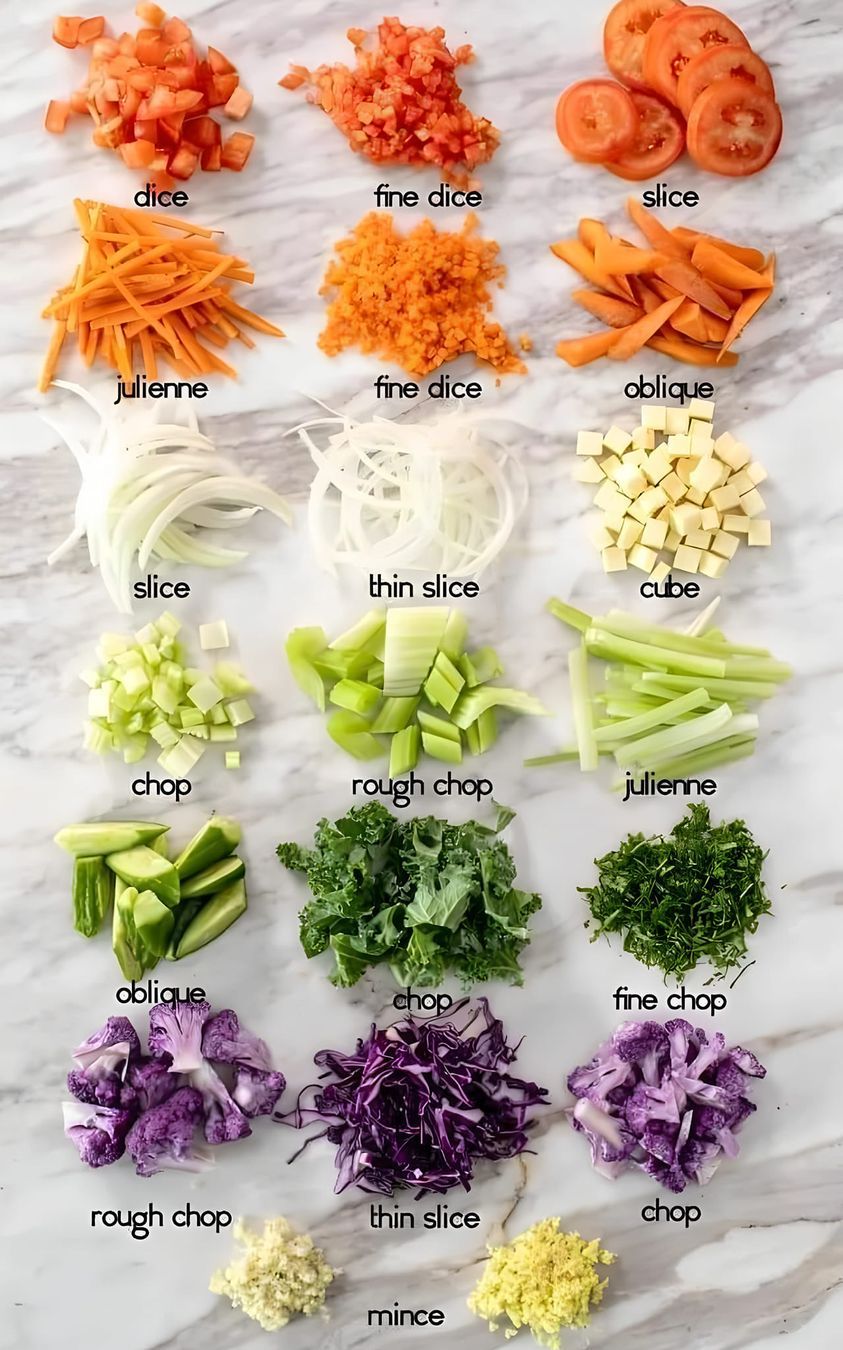 dice
fine dice
slice
julienne
fine dice
oblique
slice
thin slice
cube
chop
rough chop
julienne
oblique
chop
fine chop
rough chop
thin slice
chop
mince